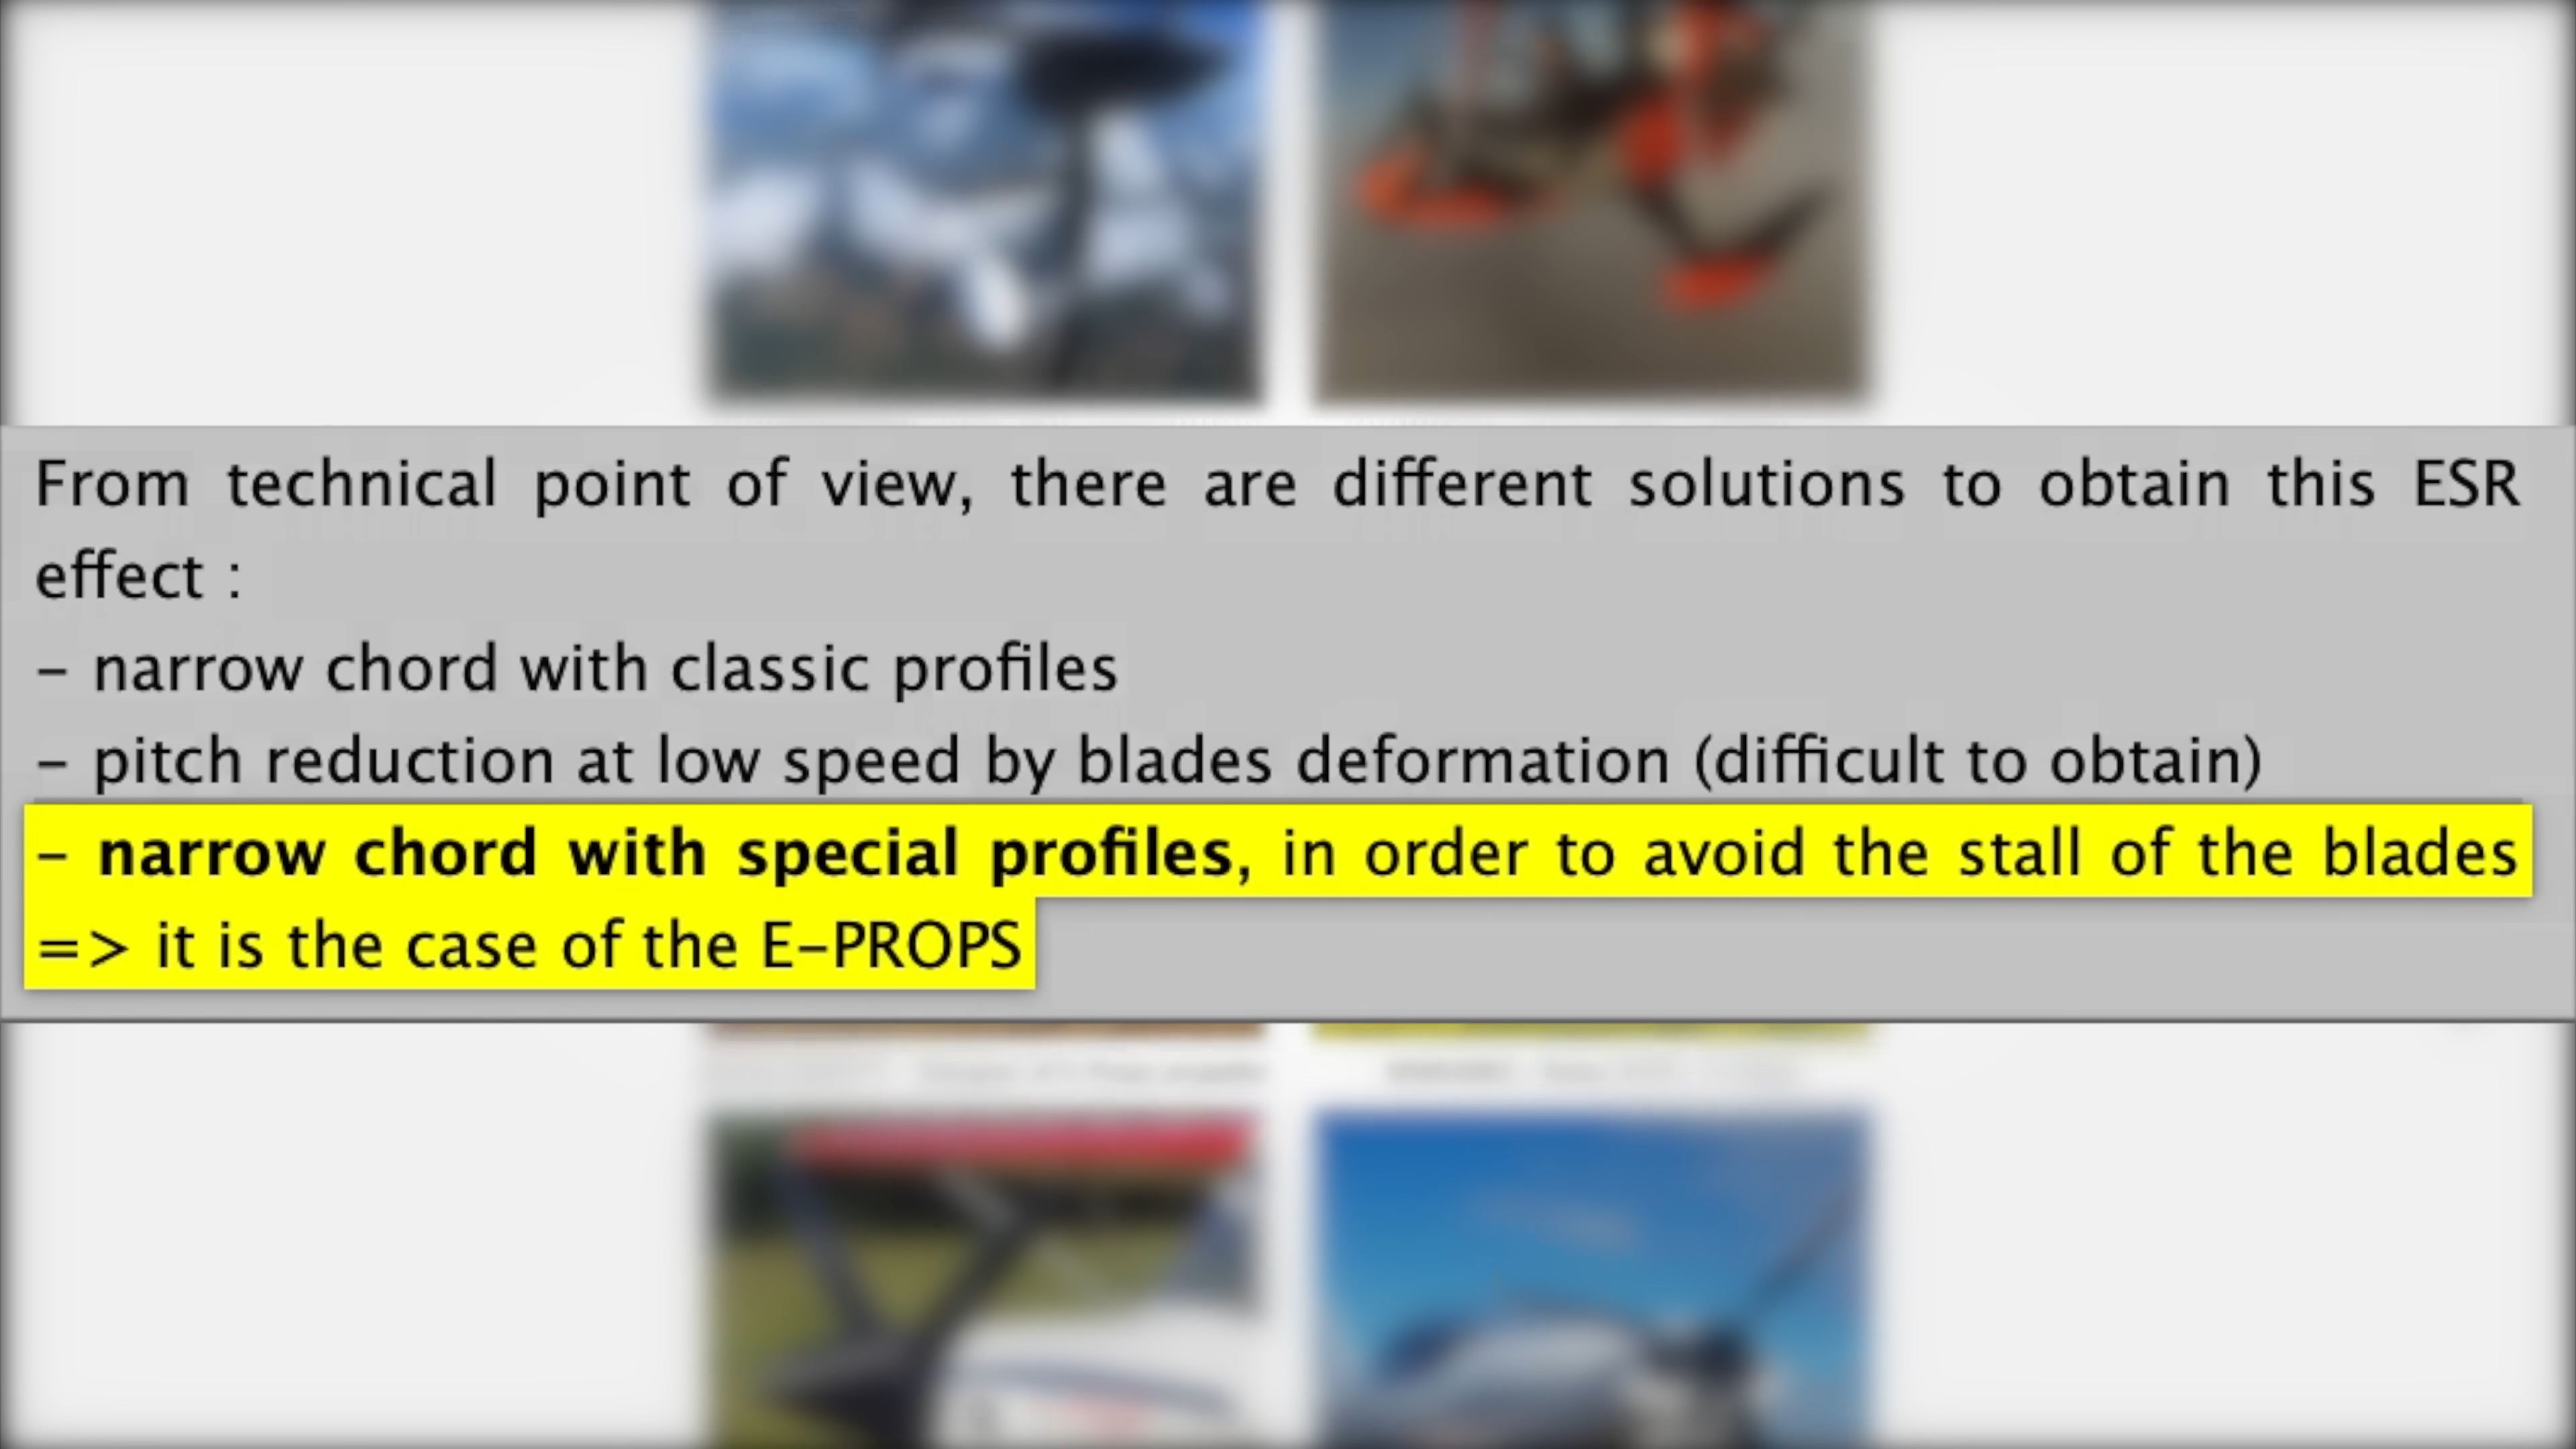 From technical point of view, there are different solutions to obtain this ESR
effect :
- narrow chord with classic profiles
- pitch reduction at low speed by blades deformation (difficult to obtain)
- narrow chord with special profiles, in order to avoid the stall of the blades
=> it is the case of the E-PROPS